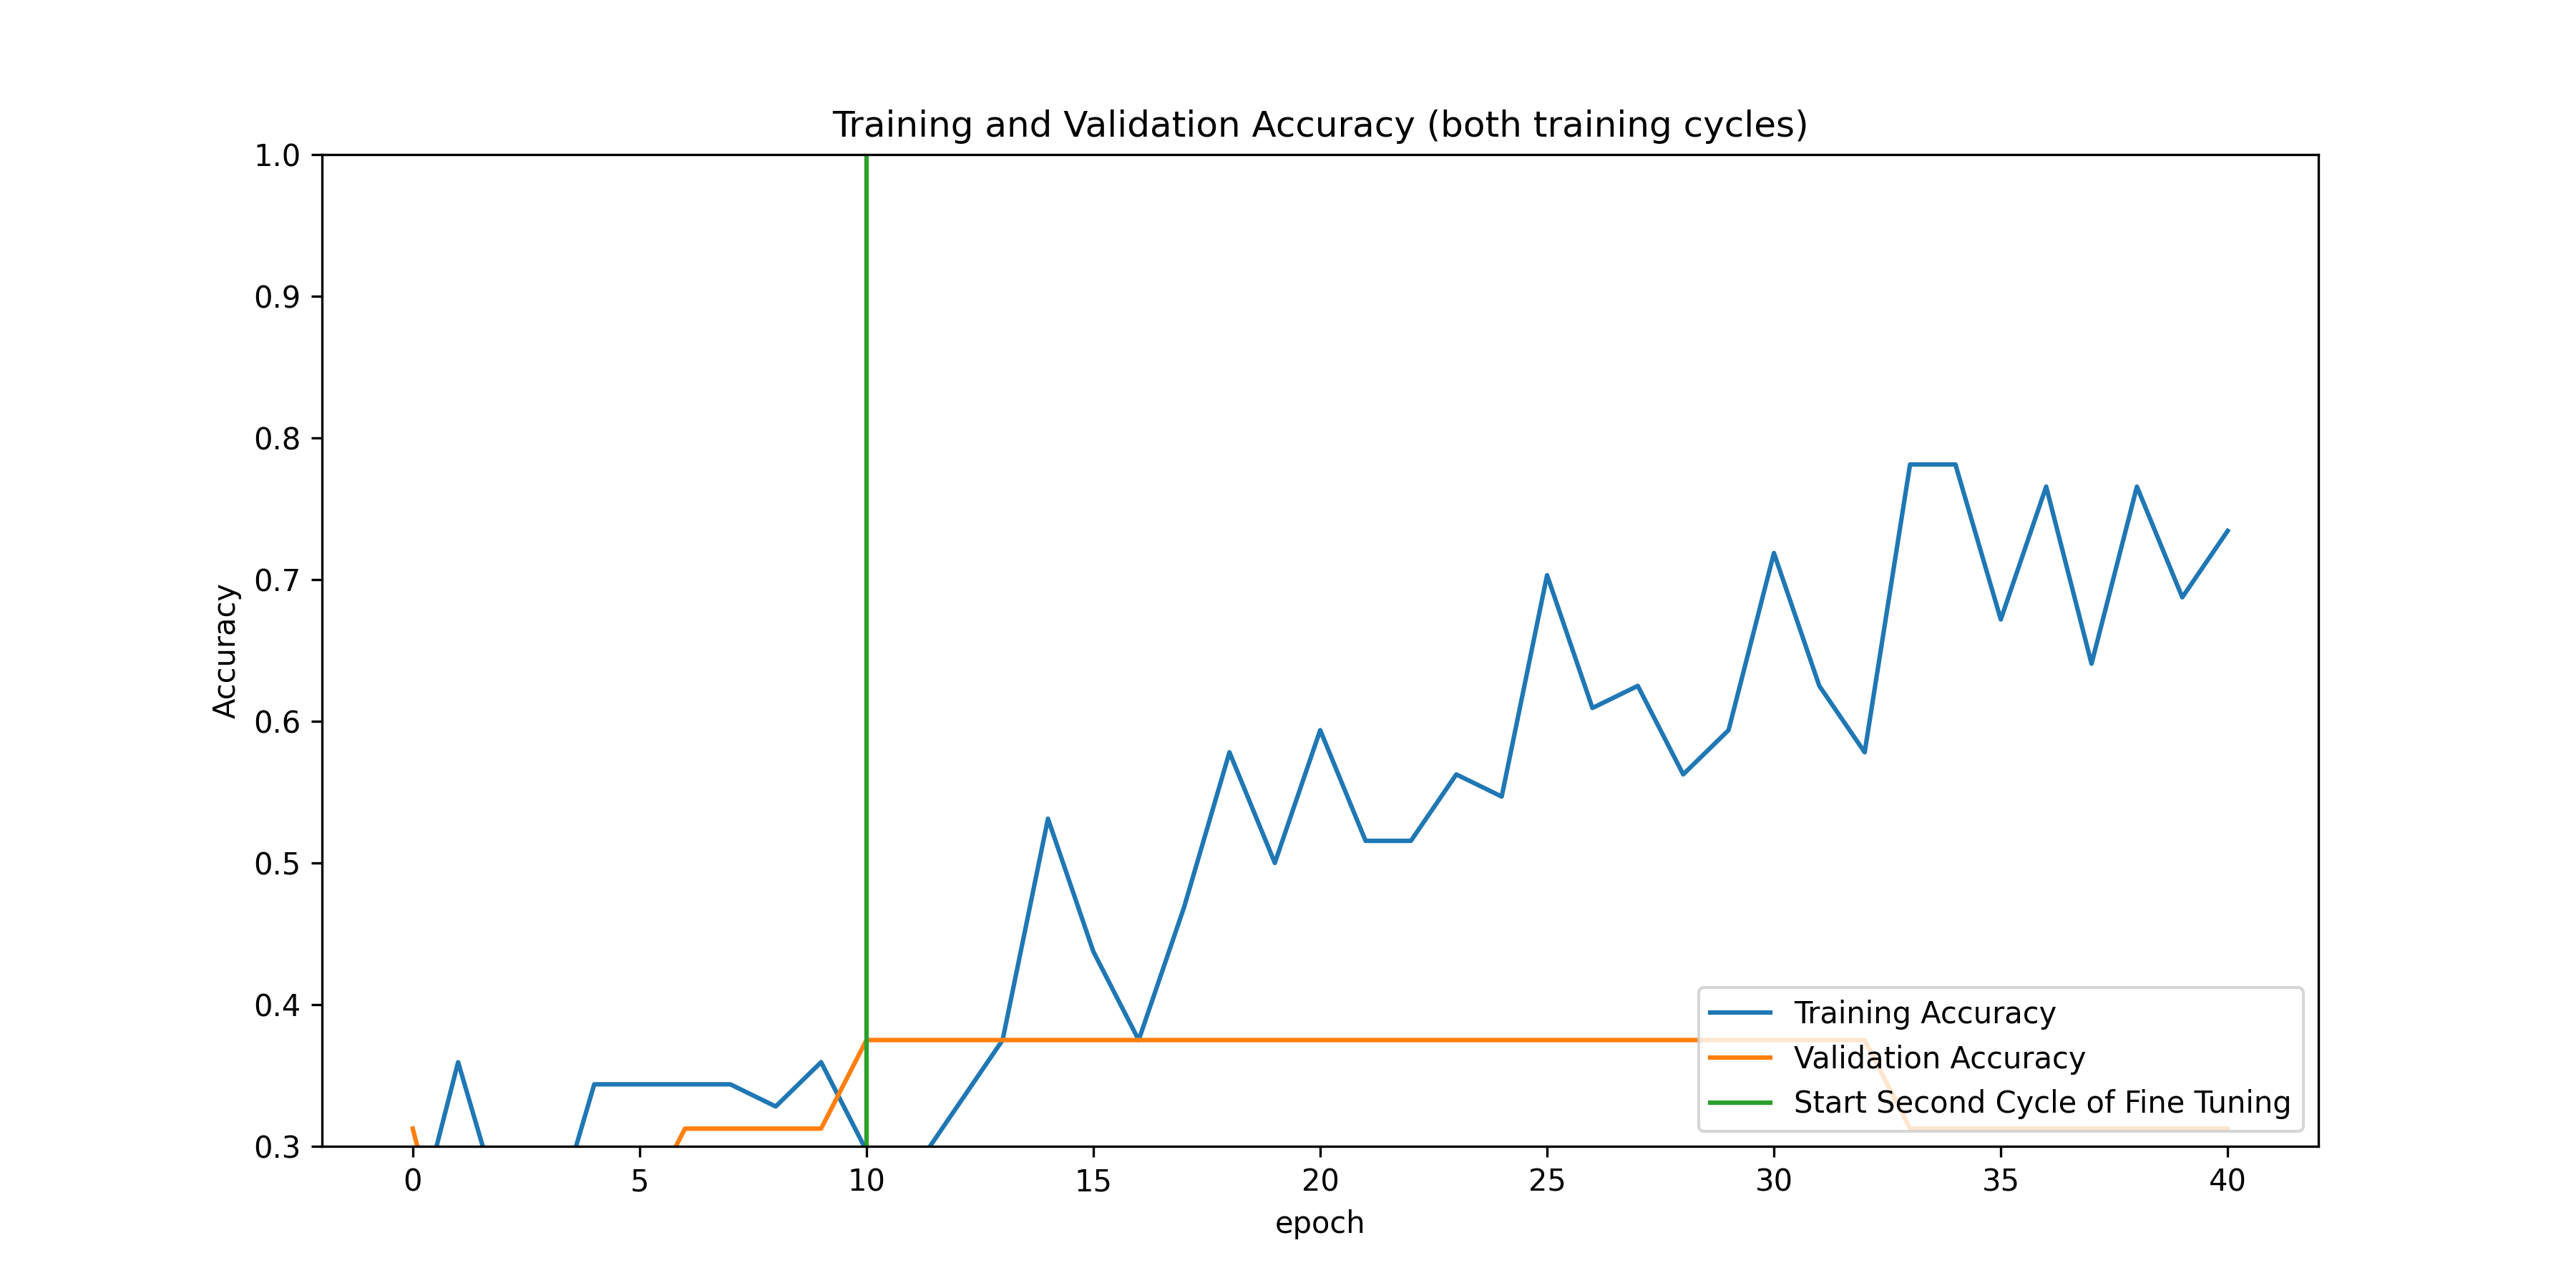 Training and Validation Accuracy (both training cycles)
1.0
0.9
0.8
0.7
0.6
0.5
0.4
0.3
Accuracy
Training Accuracy
Validation Accuracy
Start Second Cycle of Fine Tuning
0 5 10 15 20 25 30 35 40
epoch